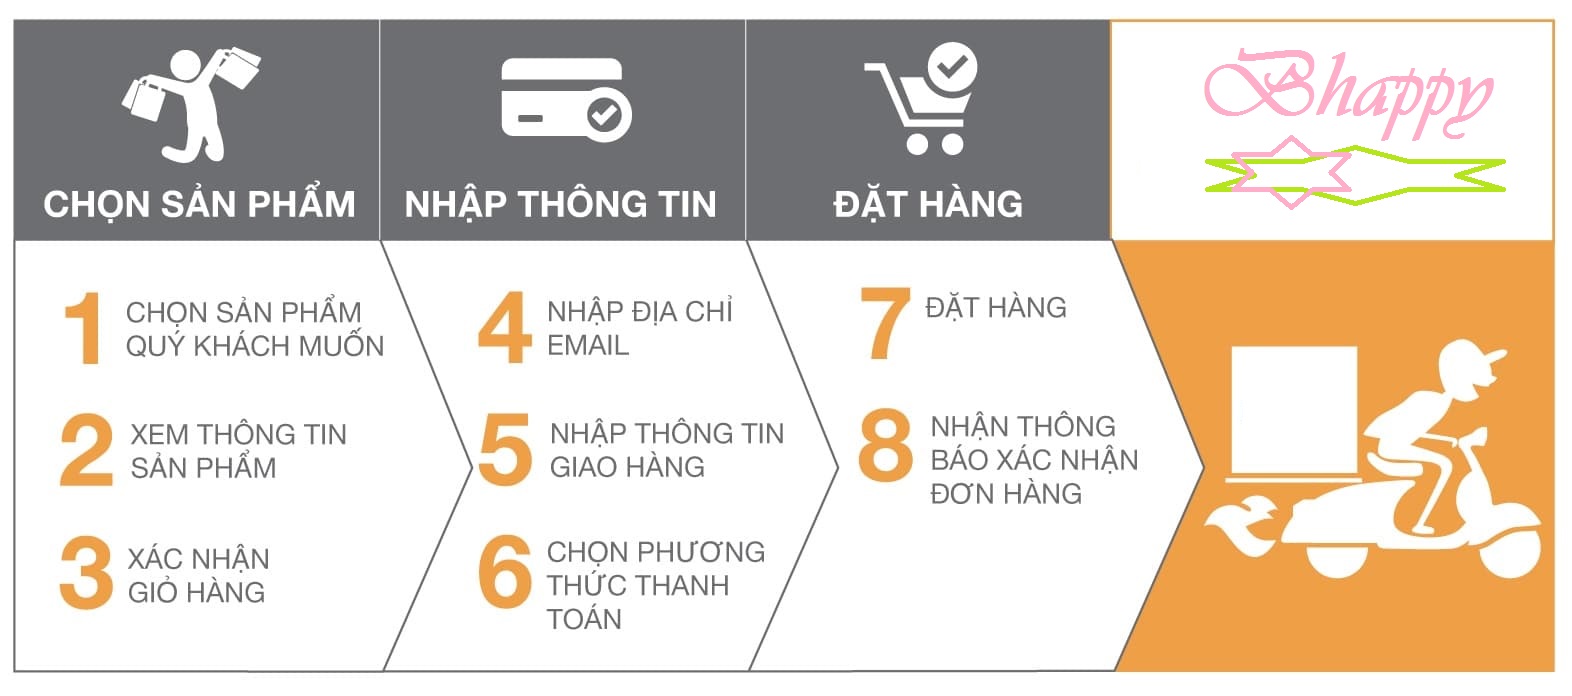 CHỌN SẢN PHẨM
NHẬP THÔNG TIN
ĐẶT HÀNG
Bhappy
1 CHỌN SẢN PHẨM
QUÝ KHÁCH MUỐN
2 XEM THÔNG TIN
SẢN PHẨM
3 XÁC NHẬN
GIỎ HÀNG
4 NHẬP ĐỊA CHỈ
EMAIL
5 NHẬP THÔNG TIN
GIAO HÀNG
6 CHỌN PHƯƠNG
THỨC THANH
TOÁN
7 ĐẶT HÀNG
8 NHẬN THÔNG
BÁO XÁC NHẬN
ĐƠN HÀNG